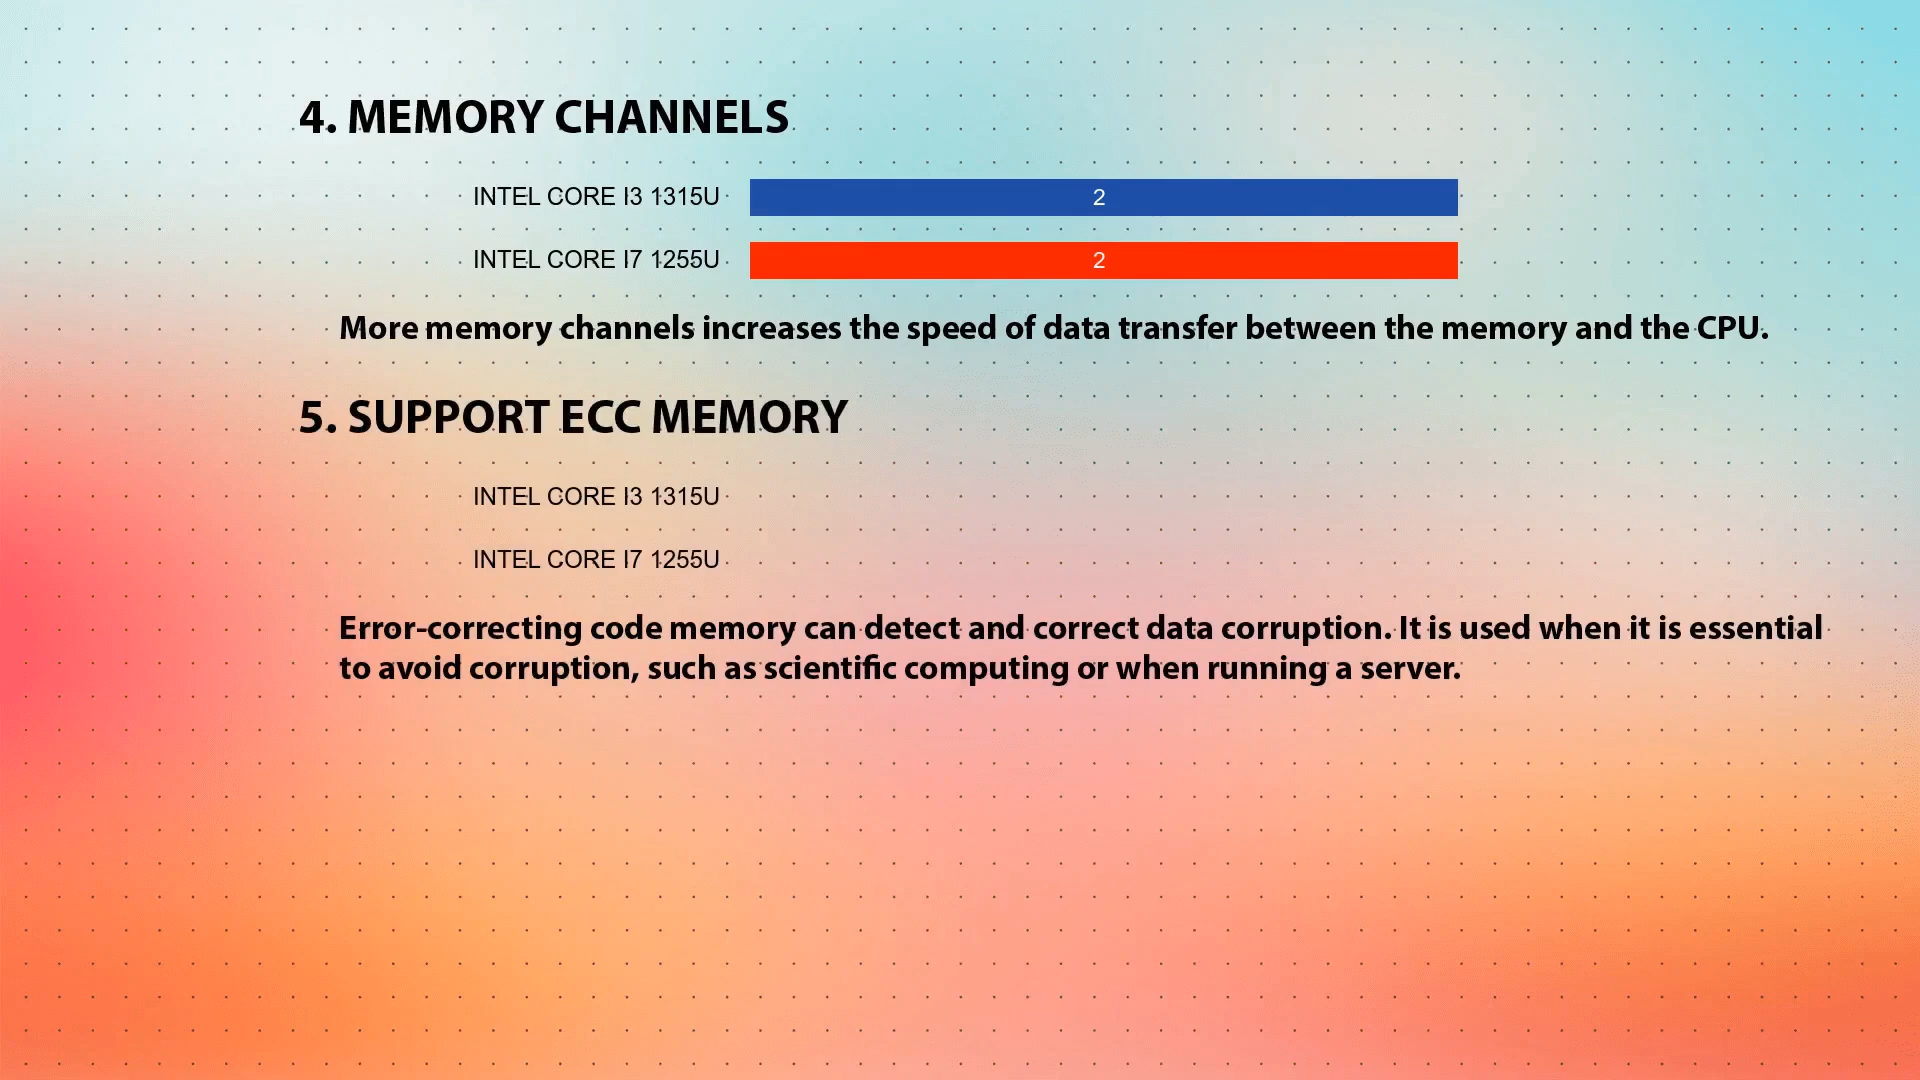 4. MEMORY CHANNELS
INTEL CORE I3 1315U 2
INTEL CORE I7 1255U 2
More memory channels increases the speed of data transfer between the memory and the CPU.
5. SUPPORT ECC MEMORY
INTEL CORE I3 1315U
INTEL CORE I7 1255U
Error-correcting code memory can detect and correct data corruption. It is used when it is essential
to avoid corruption, such as scientific computing or when running a server.